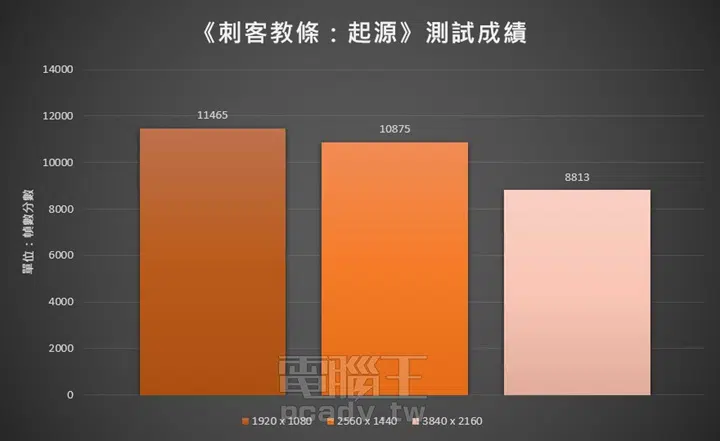 《刺客教條：起源》測試成績
14000
12000
10000
8000
6000
4000
2000
0
單位：幀數分數
11465
10875
8813
電腦王
pcadv.tw
1920 x 1080
2560 x 1440
3840 x 2160